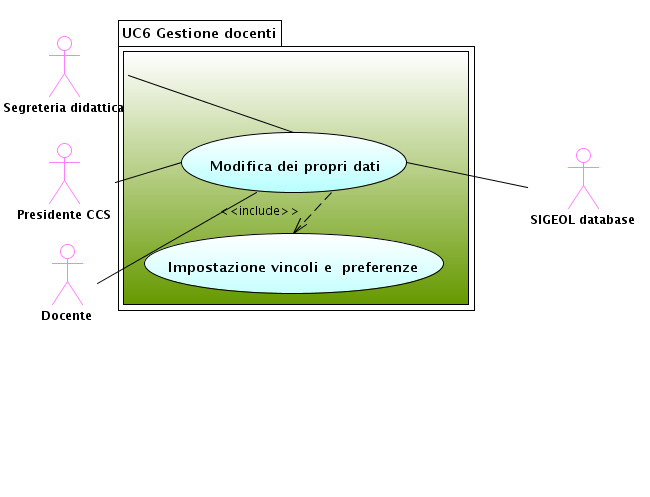 UC6 Gestione docenti
Segreteria didattica
Modifica dei propri dati
Presidente CCS
SIGEOL database
<<include>>
Impostazione vincoli e preferenze
Docente